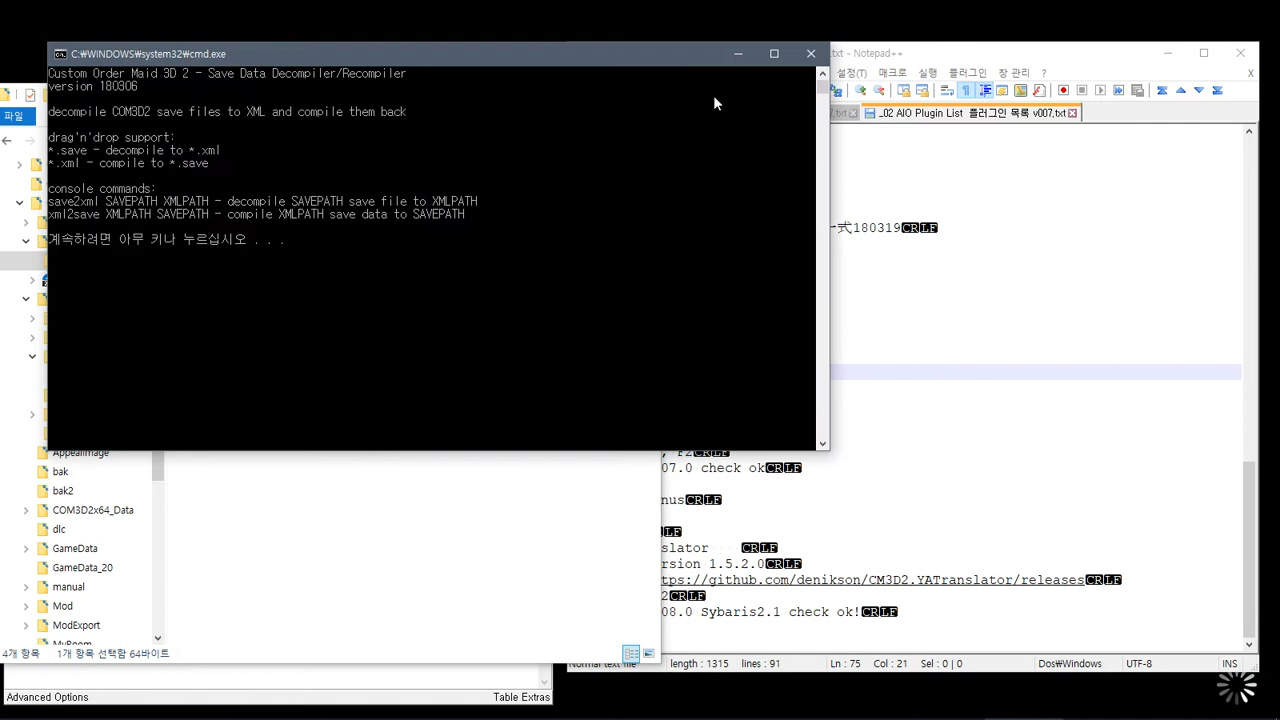 C:₩WINDOWS₩system32₩cmd.exe
Custom Order Maid 3D 2 - Save Data Decompiler/Recompiler
version 180306
decompile COM3D2 save files to XML and compile them back
drag'n'drop support:
*.save - decompile to *.xml
*.xml - compile to *.save
console commands:
save2xml SAVEPATH XMLPATH - decompile SAVEPATH save file to XMLPATH
xml2save XMLPATH SAVEPATH - compile XMLPATH save data to SAVEPATH
계속하려면 아무 키나 누르십시오 . . .
.txt - Notepad++
설정(T) 매크로 실행 플러그인 창 관리 ? X
.txt _02 AIO Plugin List 플러그인 목록 v007.txt
式180319CRLF
F2CRLF
07.0 check okCRLF
nusCRLF
LF
slator CRLF
rsion 1.5.2.0CRLF
tps://github.com/denikson/CM3D2.YATranslator/releasesCRLF
2CRLF
08.0 Sybaris2.1 check ok!CRLF
Normal text file length : 1315 lines : 91 Ln : 75 Col : 21 Sel : 0 | 0 Dos₩Windows UTF-8 INS
파일
AppealImage
bak
bak2
COM3D2x64_Data
dlc
GameData
GameData_20
manual
Mod
ModExport
MyRoom
4개 항목 1개 항목 선택함 64바이트
Advanced Options Table Extras